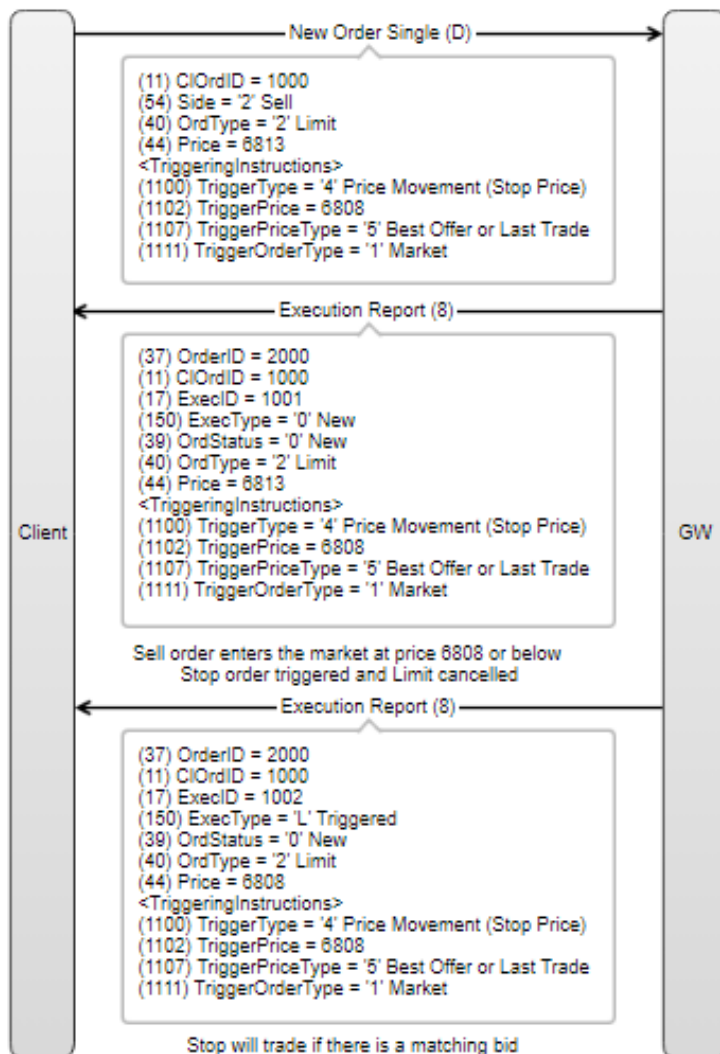 New Order Single (D)
(11) ClOrdID = 1000
(54) Side = '2' Sell
(40) OrdType = '2' Limit
(44) Price = 6813
<TriggeringInstructions>
(1100) TriggerType = '4' Price Movement (Stop Price)
(1102) TriggerPrice = 6808
(1107) TriggerPriceType = '5' Best Offer or Last Trade
(1111) TriggerOrderType = '1' Market
Execution Report (8)
(37) OrderID = 2000
(11) ClOrdID = 1000
(17) ExecID = 1001
(150) ExecType = '0' New
(39) OrdStatus = '0' New
(40) OrdType = '2' Limit
(44) Price = 6813
<TriggeringInstructions>
(1100) TriggerType = '4' Price Movement (Stop Price)
(1102) TriggerPrice = 6808
(1107) TriggerPriceType = '5' Best Offer or Last Trade
(1111) TriggerOrderType = '1' Market
Client
GW
Sell order enters the market at price 6808 or below
Stop order triggered and Limit cancelled
Execution Report (8)
(37) OrderID = 2000
(11) ClOrdID = 1000
(17) ExecID = 1002
(150) ExecType = 'L' Triggered
(39) OrdStatus = '0' New
(40) OrdType = '2' Limit
(44) Price = 6808
<TriggeringInstructions>
(1100) TriggerType = '4' Price Movement (Stop Price)
(1102) TriggerPrice = 6808
(1107) TriggerPriceType = '5' Best Offer or Last Trade
(1111) TriggerOrderType = '1' Market
Stop will trade if there is a matching bid